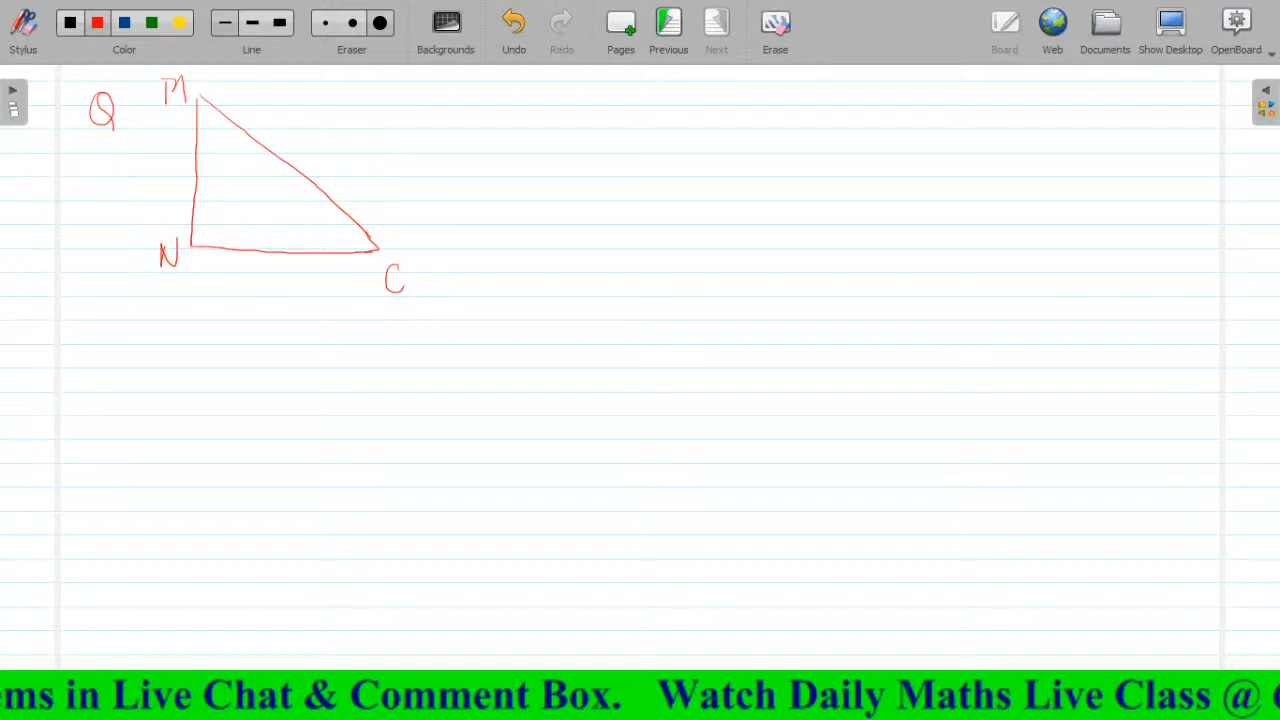 Stylus Color Line Eraser Backgrounds Undo Redo Pages Previous Next Erase Board Web Documents Show Desktop OpenBoard
Q M
N
C
ems in Live Chat & Comment Box. Watch Daily Maths Live Class @